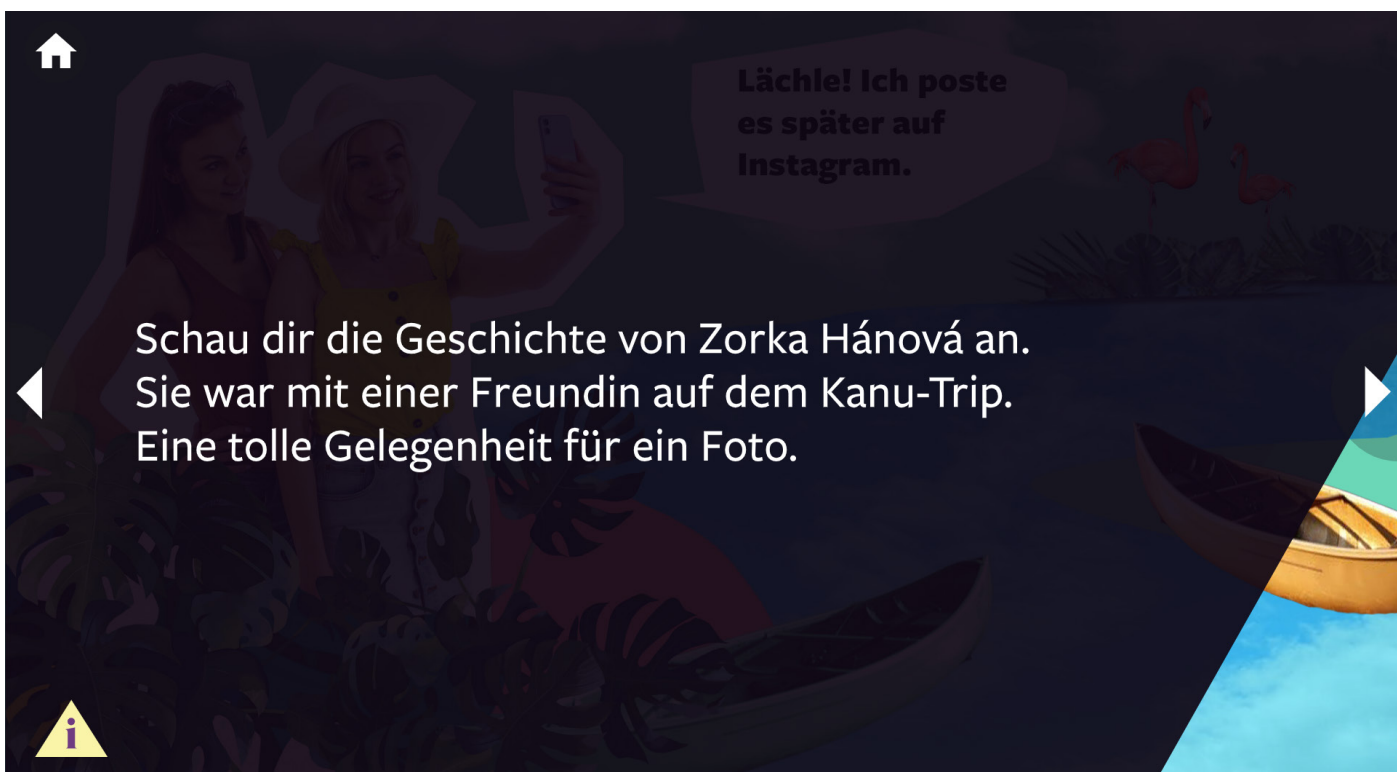 Lächle! Ich poste
es später auf
Instagram.
Schau dir die Geschichte von Zorka Hánová an.
Sie war mit einer Freundin auf dem Kanu-Trip.
Eine tolle Gelegenheit für ein Foto.
i